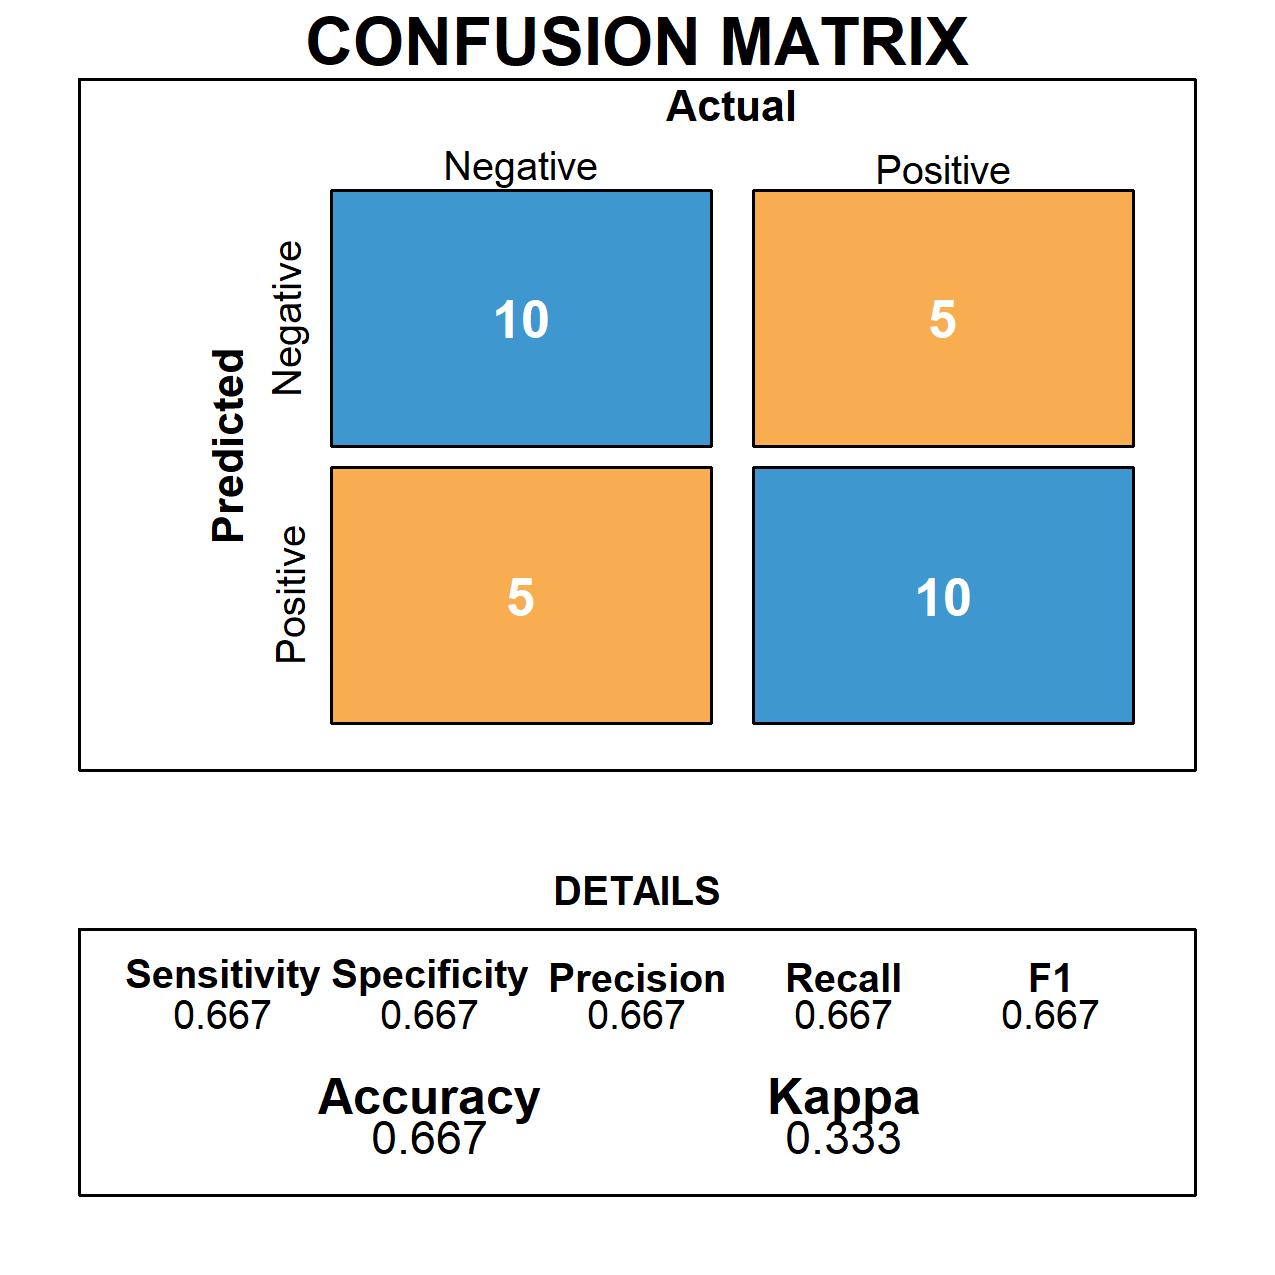 CONFUSION MATRIX
Actual
Negative Positive
Predicted
Negative
10 5
Positive
5 10
DETAILS
Sensitivity Specificity Precision Recall F1
0.667 0.667 0.667 0.667 0.667
Accuracy Kappa
0.667 0.333